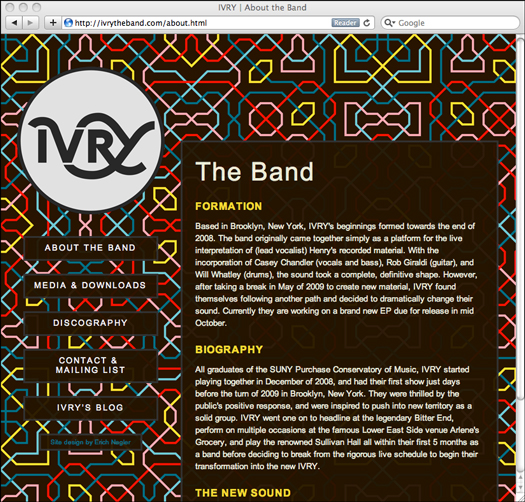 IVRY | About the Band
http://ivrytheband.com/about.html
Reader
Google
IVRY
ABOUT THE BAND
MEDIA & DOWNLOADS
DISCOGRAPHY
CONTACT &
MAILING LIST
IVRY'S BLOG
Site design by Erich Nagler
The Band
FORMATION
Based in Brooklyn, New York, IVRY's beginnings formed towards the end of
2008. The band originally came together simply as a platform for the live
interpretation of (lead vocalist) Henry's recorded material. With the
incorporation of Casey Chandler (vocals and bass), Rob Giraldi (guitar), and
Will Whatley (drums), the sound took a complete, definitive shape. However,
after taking a break in May of 2009 to create new material, IVRY found
themselves following another path and decided to dramatically change their
sound. Currently they are working on a brand new EP due for release in mid
October.
BIOGRAPHY
All graduates of the SUNY Purchase Conservatory of Music, IVRY started
playing together in December of 2008, and had their first show just days
before the turn of 2009 in Brooklyn, New York. They were thrilled by the
public's positive response, and were inspired to push into new territory as a
solid group. IVRY went one on to headline at the legendary Bitter End,
perform on multiple occasions at the famous Lower East Side venue Arlene's
Grocery, and play the renowned Sullivan Hall all within their first 5 months as
a band before deciding to break from the rigorous live schedule to begin their
transformation into the new IVRY.
THE NEW SOUND